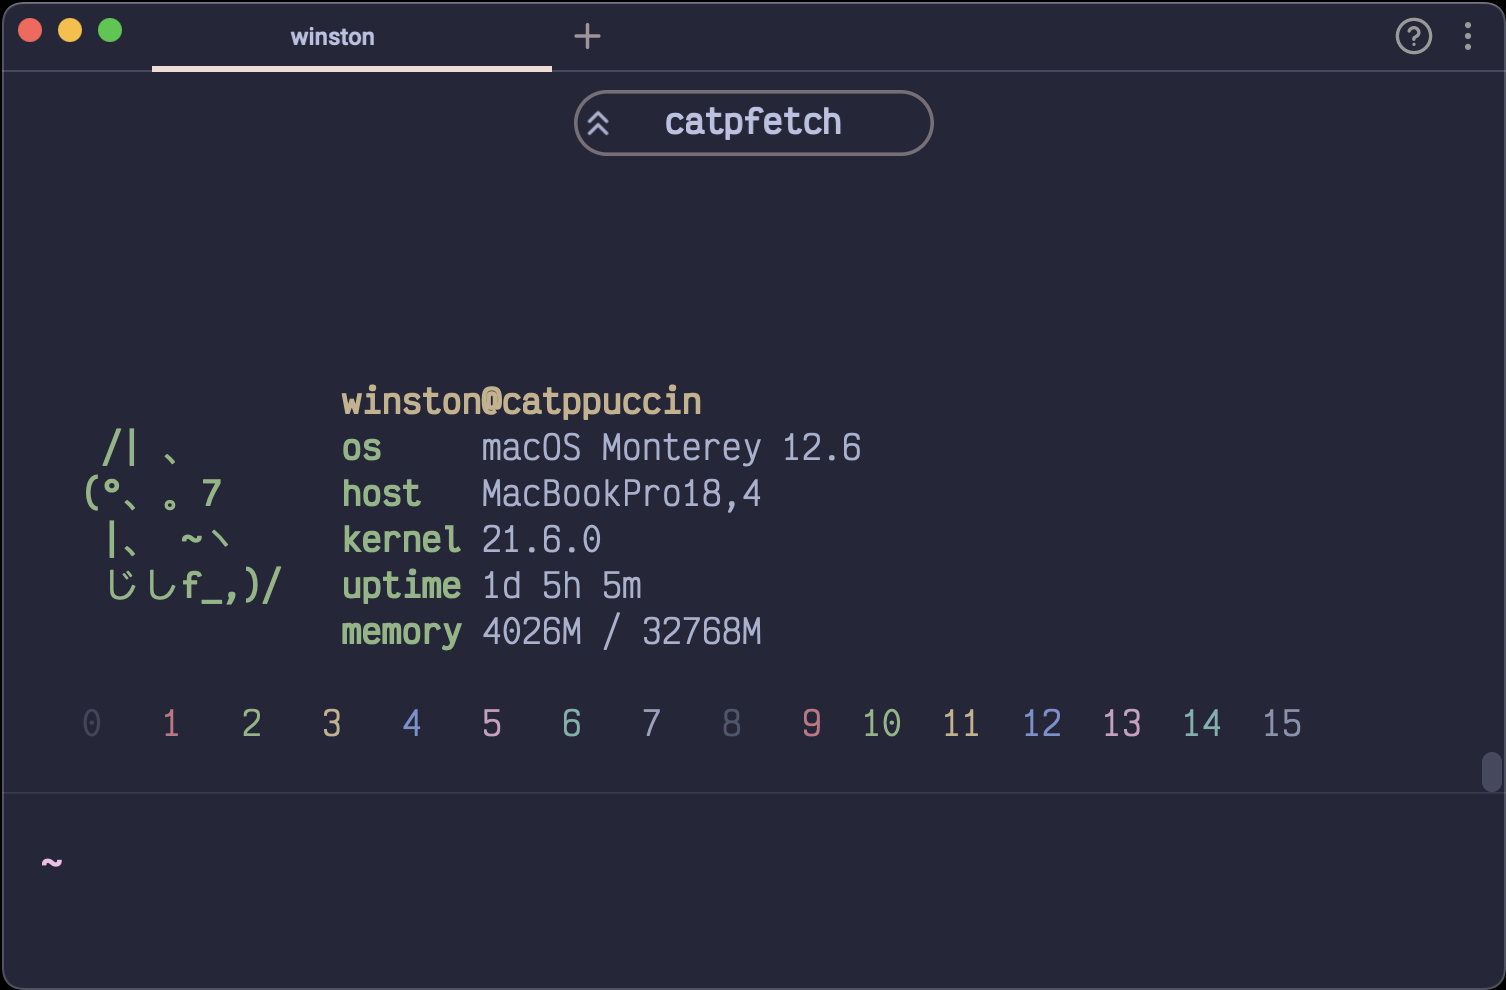 winston
catpfetch
winston@catppuccin
/| 、 os macOS Monterey 12.6
(°、。7 host MacBookPro18,4
|、 ~ヽ kernel 21.6.0
じしf_,)/ uptime 1d 5h 5m
memory 4026M / 32768M
0 1 2 3 4 5 6 7 8 9 10 11 12 13 14 15
~